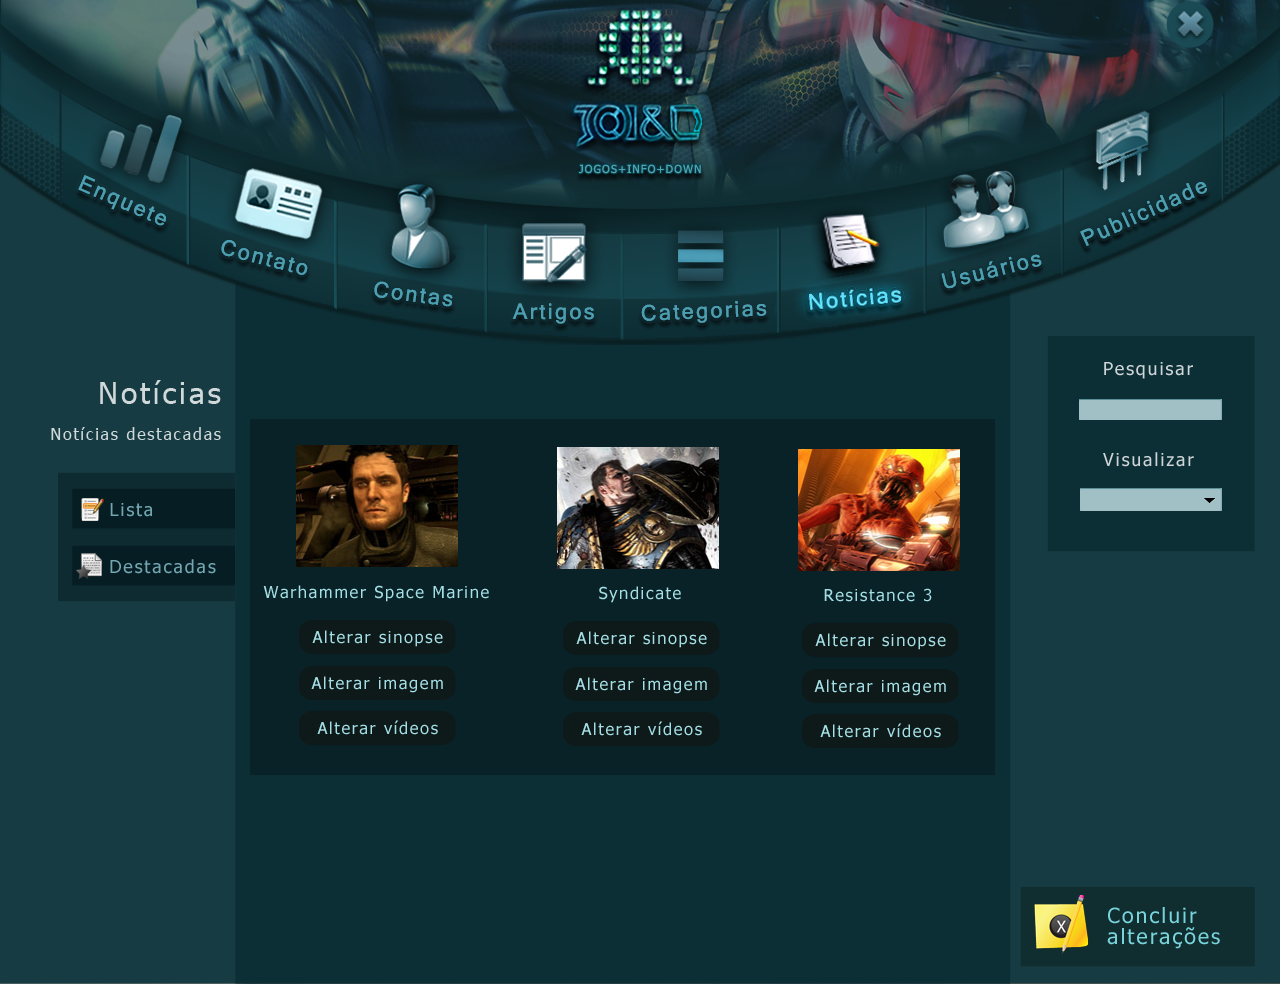 JOI&D
JOGOS+INFO+DOWN
Enquete
Contato
Contas
Artigos
Categorias
Notícias
Usuários
Publicidade
Notícias
Notícias destacadas
Lista
Destacadas
Warhammer Space Marine
Alterar sinopse
Alterar imagem
Alterar vídeos
Syndicate
Alterar sinopse
Alterar imagem
Alterar vídeos
Resistance 3
Alterar sinopse
Alterar imagem
Alterar vídeos
Pesquisar
Visualizar
X
Concluir
alterações